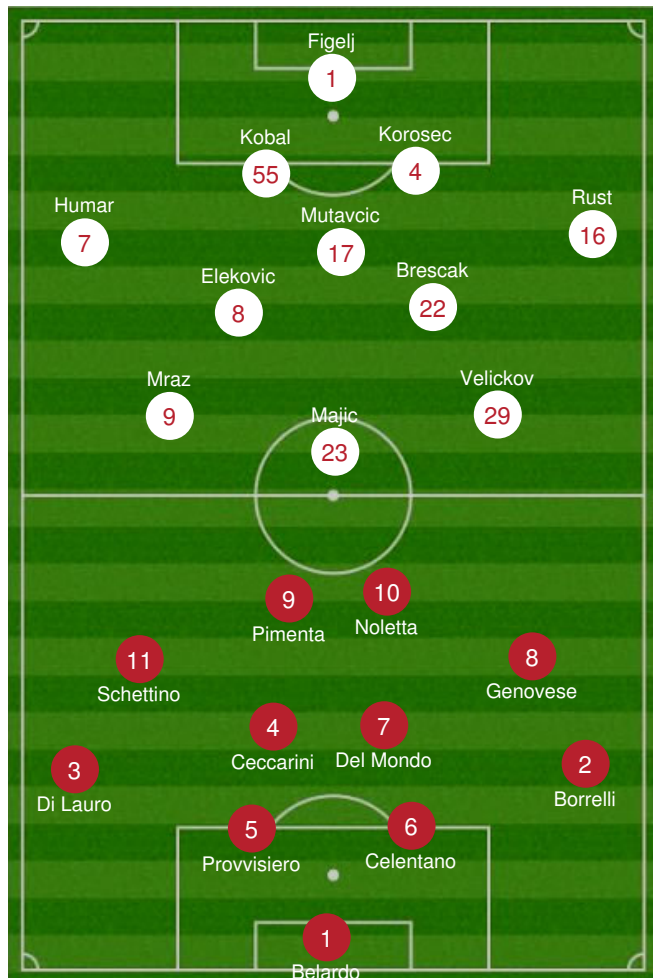 Figelj
1
Kobal
55
Korosec
4
Humar
7
Mutavcic
17
Rust
16
Elekovic
8
Brescak
22
Mraz
9
Majic
23
Velickov
29
9
Pimenta
10
Noletta
11
Schettino
8
Genovese
4
Ceccarini
7
Del Mondo
3
Di Lauro
2
Borrelli
5
Provvisiero
6
Celentano
1
Belardo